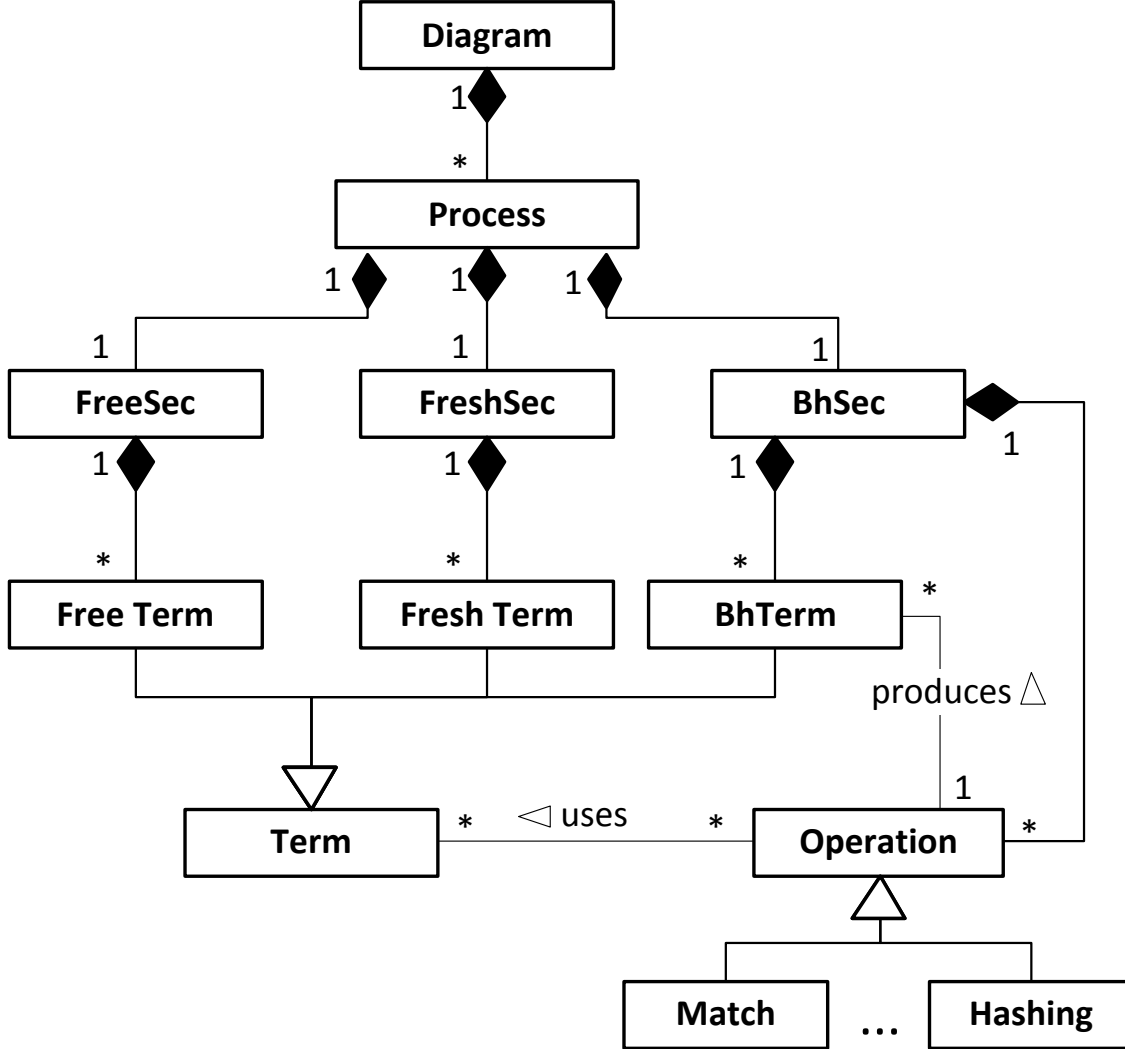 Diagram
1
*
Process
1 1 1
1 1 1
FreeSec FreshSec BhSec
1 1 1 1
* * * *
Free Term Fresh Term BhTerm
produces △
1
* ◁ uses * *
Term Operation
Match ... Hashing